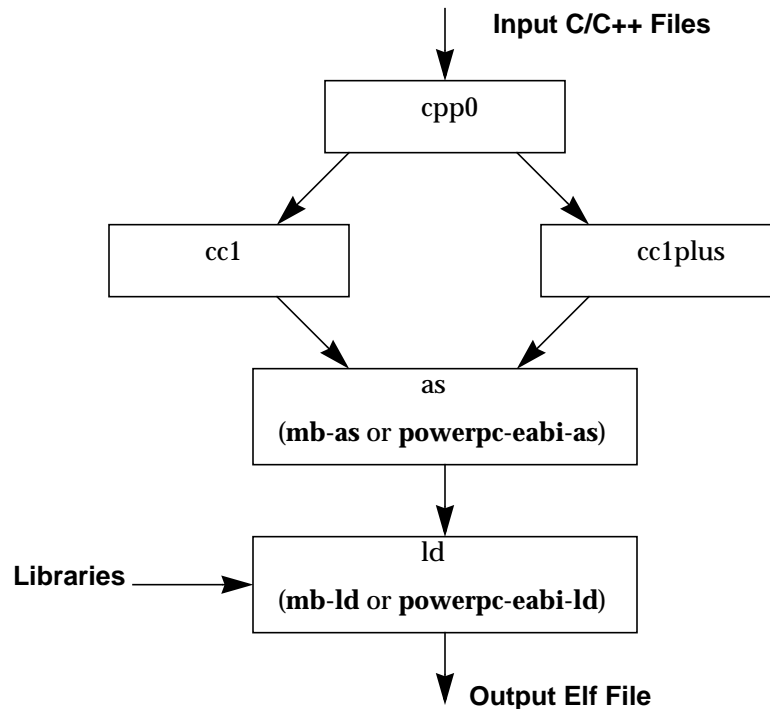 Input C/C++ Files
cpp0
cc1
cc1plus
as
(mb-as or powerpc-eabi-as)
ld
Libraries
(mb-ld or powerpc-eabi-ld)
Output Elf File